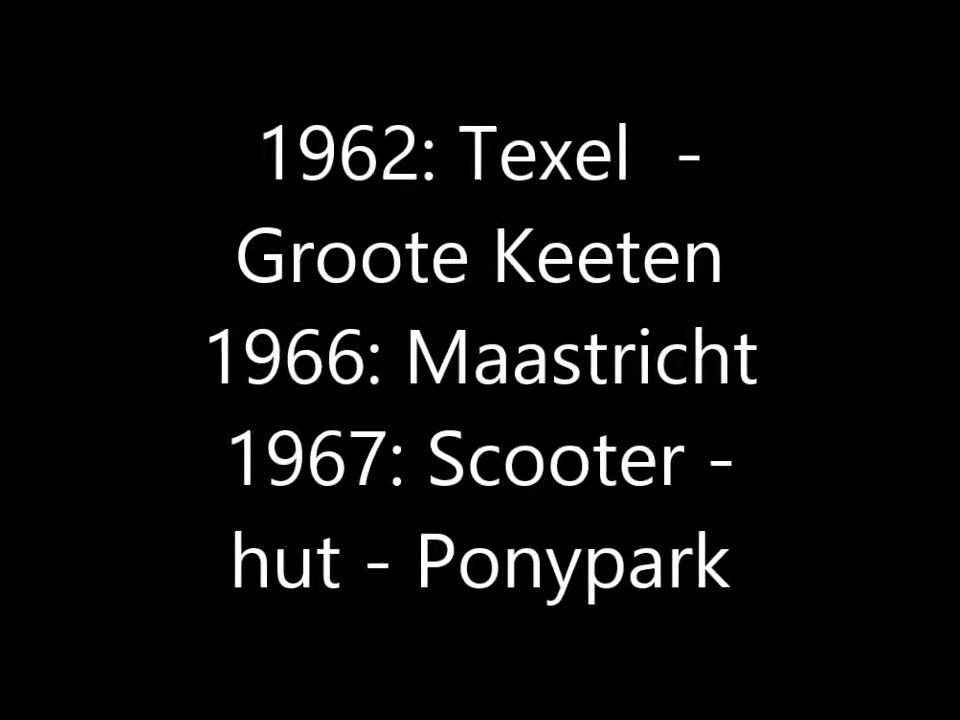 1962: Texel  -
Groote Keeten
1966: Maastricht
1967: Scooter -
hut - Ponypark